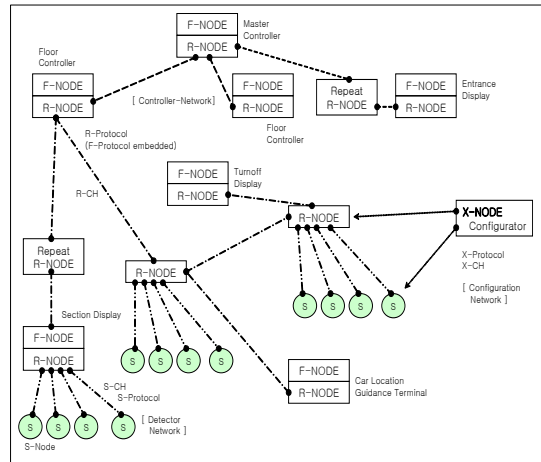 Master
Controller
F-NODE
R-NODE
Floor
Controller
F-NODE
R-NODE
[ Controller-Network]
F-NODE
R-NODE
Floor
Controller
Repeat
R-NODE
F-NODE
R-NODE
Entrance
Display
R-Protocol
(F-Protocol embedded)
R-CH
F-NODE
R-NODE
Turnoff
Display
R-NODE
X-NODE
Configurator
X-Protocol
X-CH
[ Configuration
Network ]
Repeat
R-NODE
R-NODE
S
S
S
S
Section Display
F-NODE
R-NODE
S
S
S
S
S-CH
S-Protocol
[ Detector
Network ]
F-NODE
R-NODE
Car Location
Guidance Terminal
S
S
S
S
S-Node